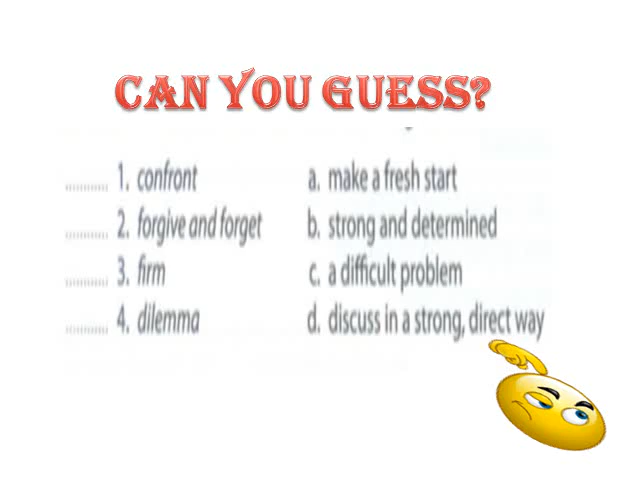 CAN YOU GUESS?
........... 1. confront a. make a fresh start
........... 2. forgive and forget b. strong and determined
........... 3. firm c. a difficult problem
........... 4. dilemma d. discuss in a strong, direct way